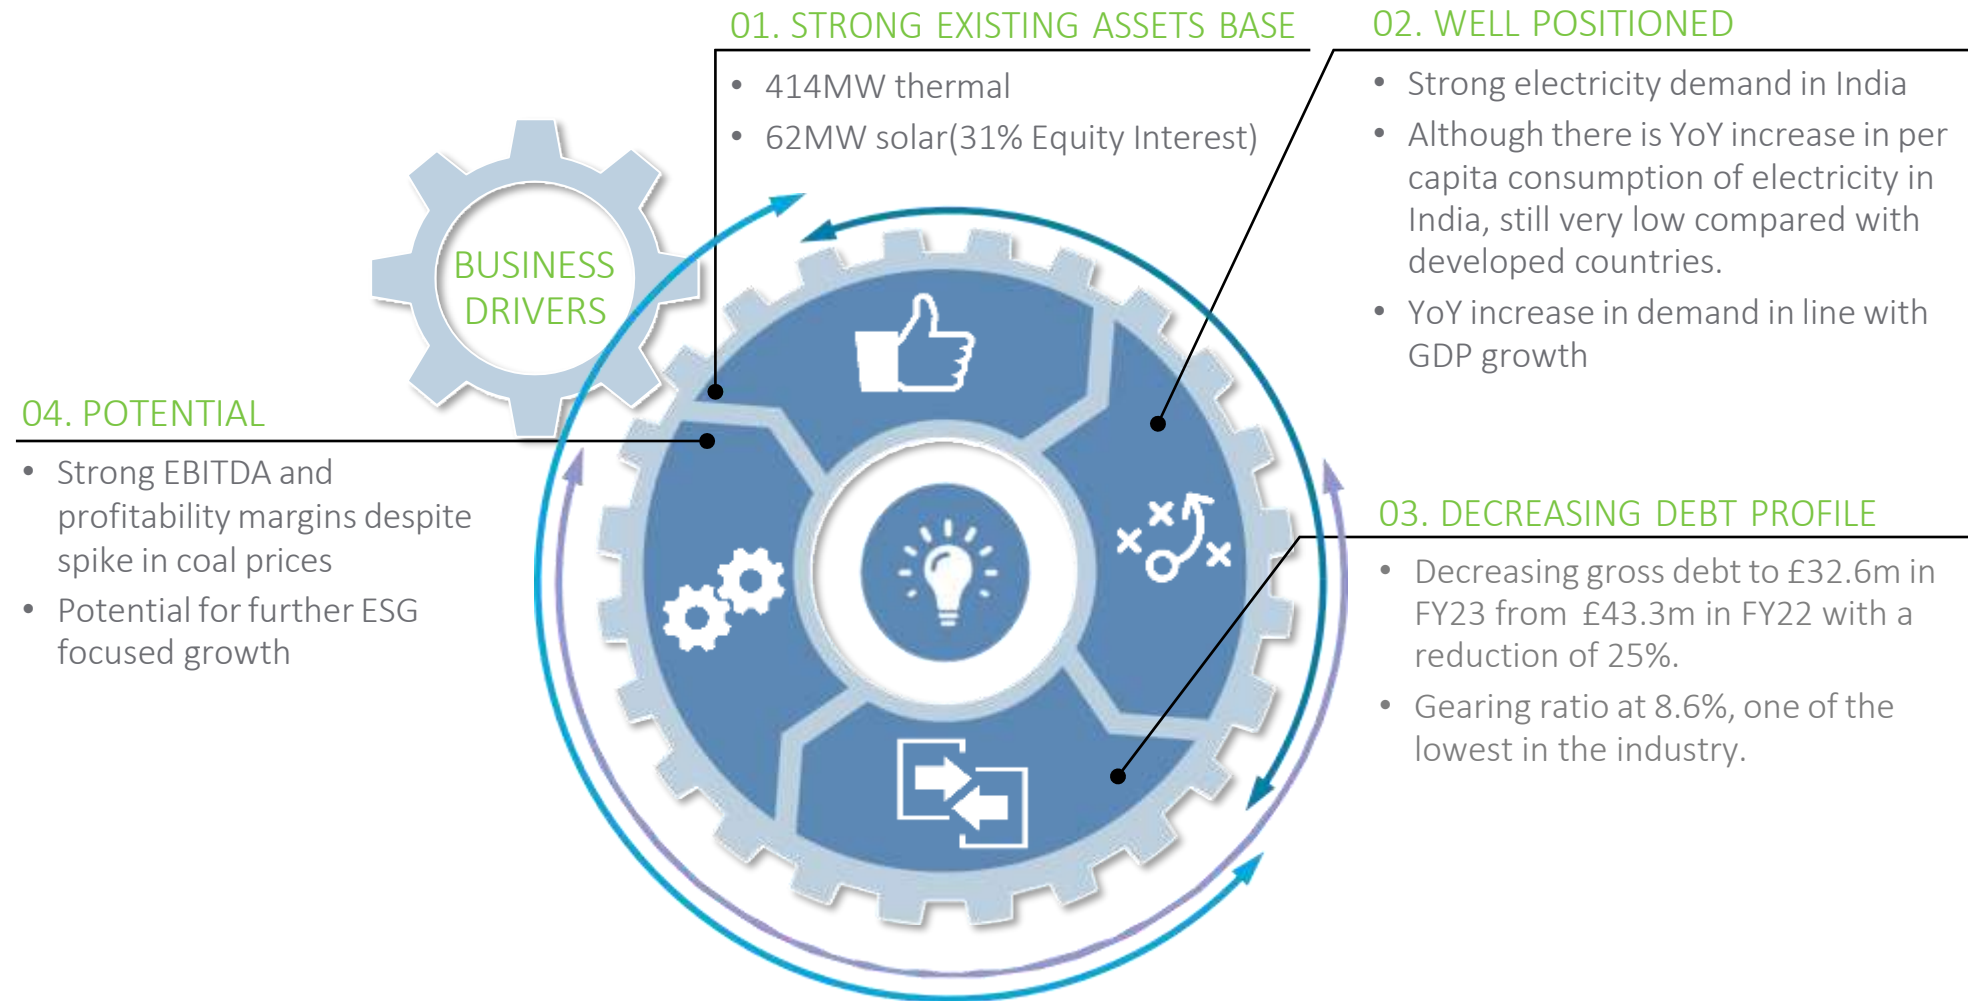 01. STRONG EXISTING ASSETS BASE
• 414MW thermal
• 62MW solar(31% Equity Interest)
02. WELL POSITIONED
• Strong electricity demand in India
• Although there is YoY increase in per
capita consumption of electricity in
India, still very low compared with
developed countries.
• YoY increase in demand in line with
GDP growth
BUSINESS
DRIVERS
04. POTENTIAL
• Strong EBITDA and
profitability margins despite
spike in coal prices
• Potential for further ESG
focused growth
03. DECREASING DEBT PROFILE
• Decreasing gross debt to £32.6m in
FY23 from £43.3m in FY22 with a
reduction of 25%.
• Gearing ratio at 8.6%, one of the
lowest in the industry.